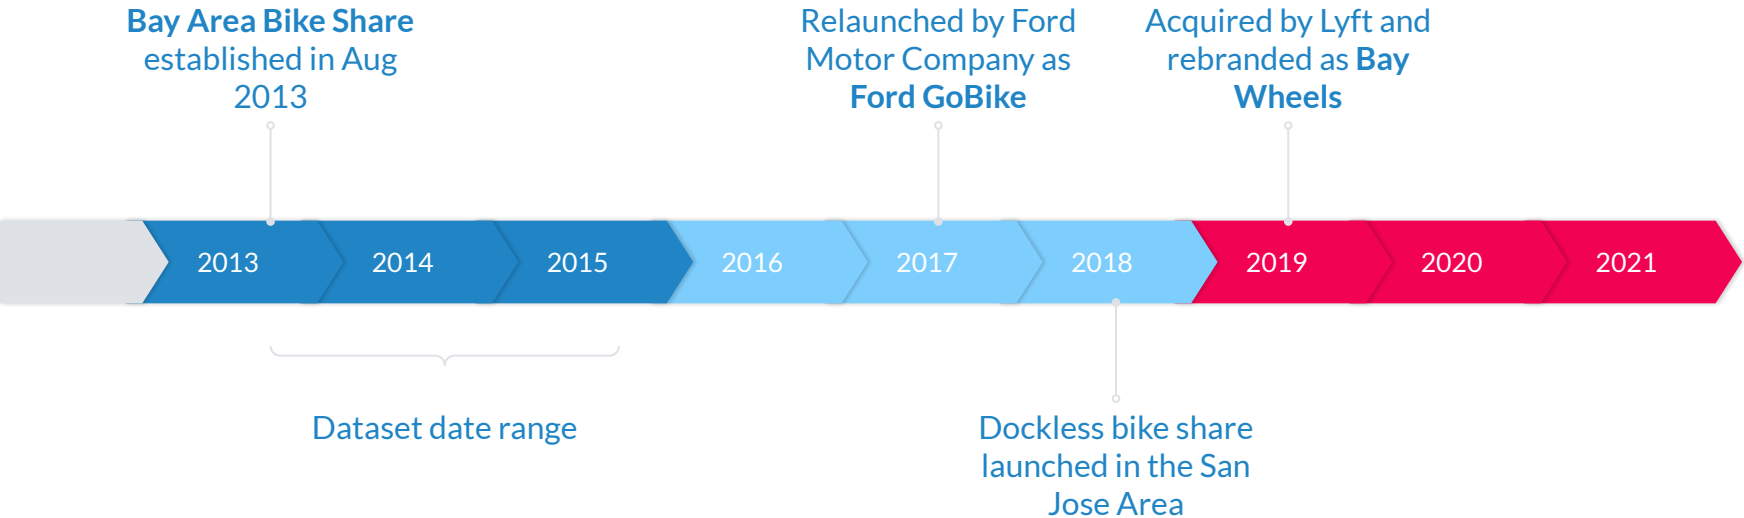 Bay Area Bike Share
established in Aug
2013
Relaunched by Ford
Motor Company as
Ford GoBike
Acquired by Lyft and
rebranded as Bay
Wheels
2013
2014
2015
2016
2017
2018
2019
2020
2021
Dataset date range
Dockless bike share
launched in the San
Jose Area